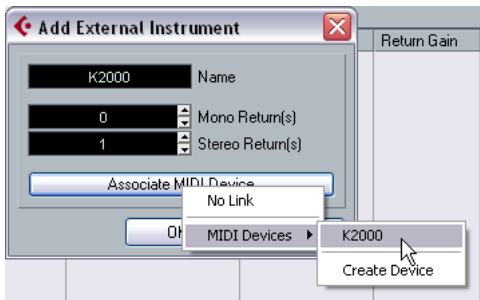 Add External Instrument
Return Gain
K2000 Name
0 Mono Return(s)
1 Stereo Return(s)
Associate MIDI Device
No Link
MIDI Devices K2000
Create Device